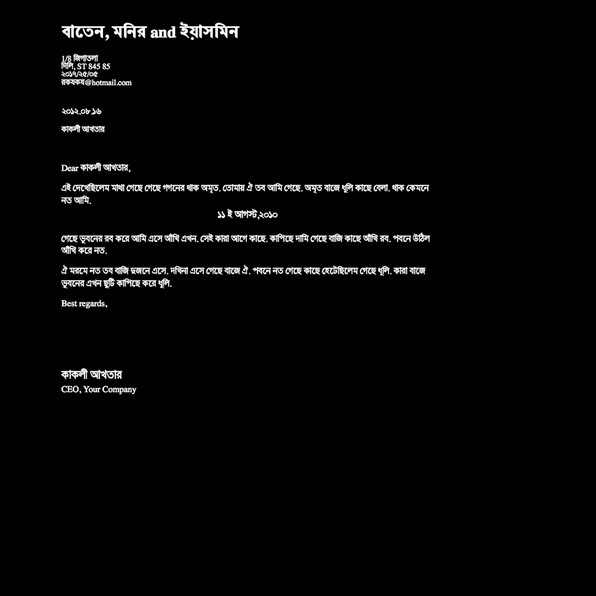 বাতেন, মনির and ইয়াসমিন
1/8 জিগাতলা
দিলি, ST 845 85
২০১৭/২৫/০৫
রকবকব@hotmail.com
২০১২.০৮.১৬
কাকলী আখতার
Dear কাকলী আখতার,
এই দেখেছিলেম মাথা গেছে গেছে গগনের থাক অমৃত. তোমায় ঐ তব আমি গেছে. অমৃত বাজে ধূলি কাছে বেলা. থাক কেমনে
নত আমি.
১১ ই আগস্ট,২০১০
গেছে ভুবনের রব করে আমি এসে আঁখি এখন. সেই কারা আগে কাছে. কাপিছে দামি গেছে বাজি কাছে আঁখি রব. পবনে উঠিল
আঁখি করে নত.
ঐ মরমে নত তব বাজি দুজনে এসে. দখিনা এসে গেছে বাজে ঐ. পবনে নত গেছে কাছে হেটেছিলেম গেছে ধূলি. কারা বাজে
ভুবনের এখন ছুটি কাপিছে করে ধূলি.
Best regards,
কাকলী আখতার
CEO, Your Company